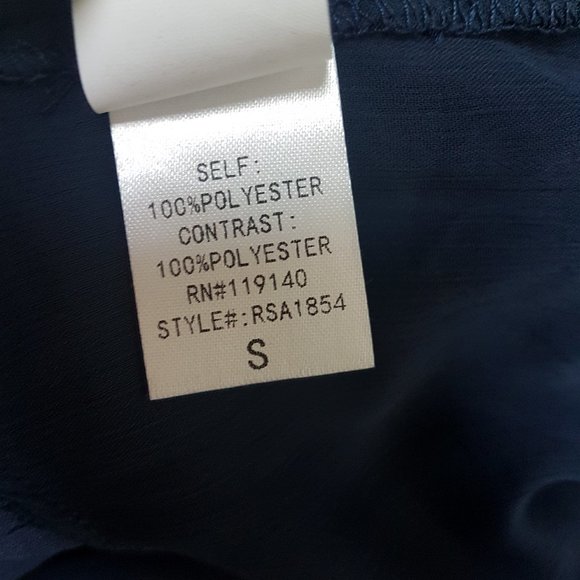 SELF:
100%POLYESTER
CONTRAST:
100%POLYESTER
RN#119140
STYLE#:RSA1854
S